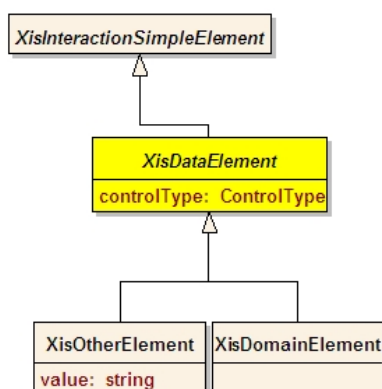 XisInteractionSimpleElement
XisDataElement
controlType: ControlType
XisOtherElement XisDomainElement
value: string